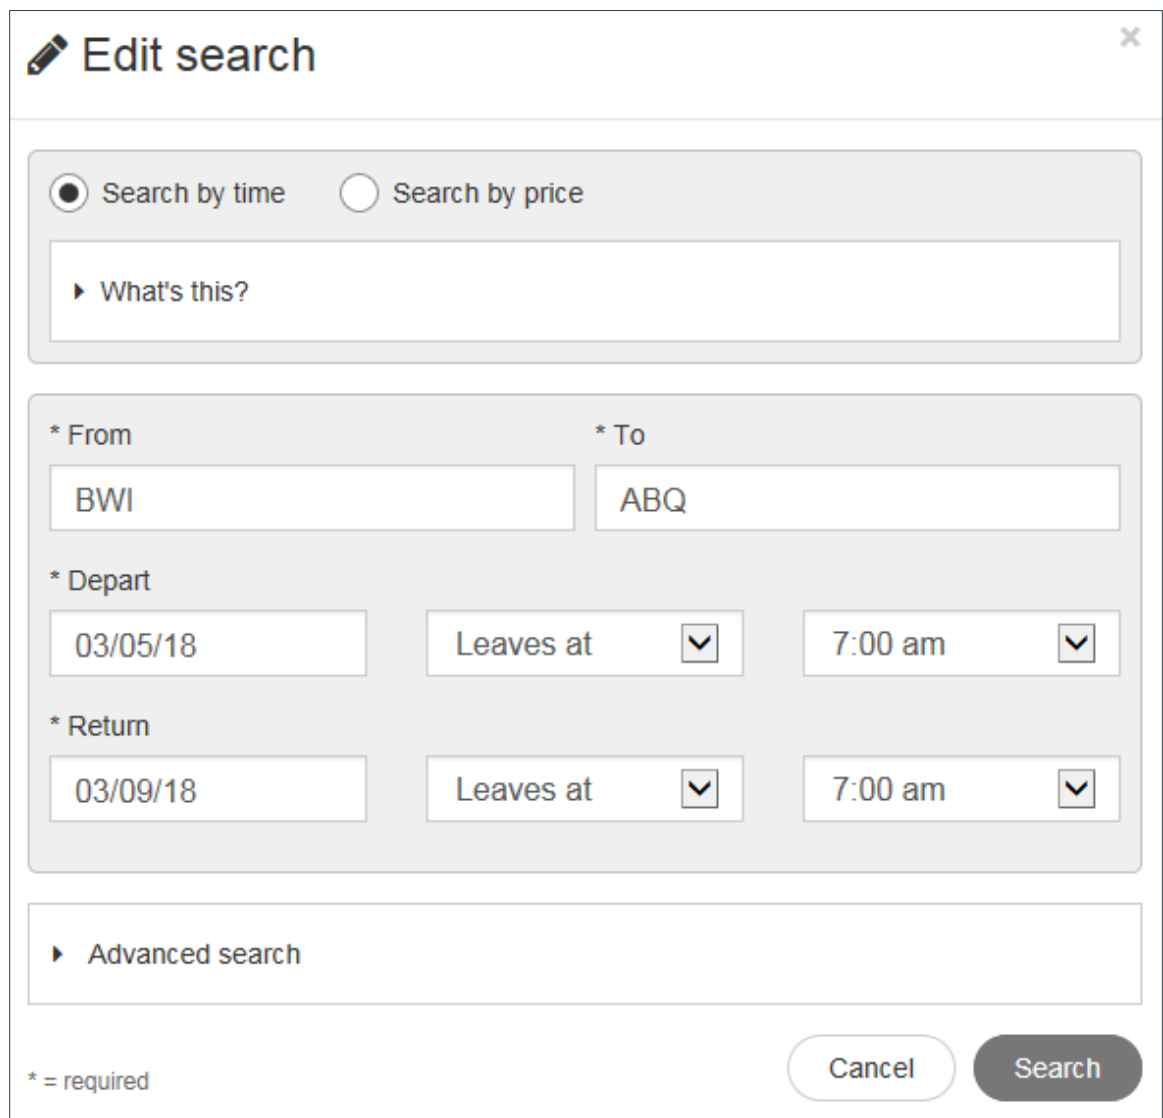 Edit search
×
Search by time Search by price
What's this?
* From * To
BWI ABQ
* Depart
03/05/18 Leaves at 7:00 am
* Return
03/09/18 Leaves at 7:00 am
Advanced search
* = required Cancel Search